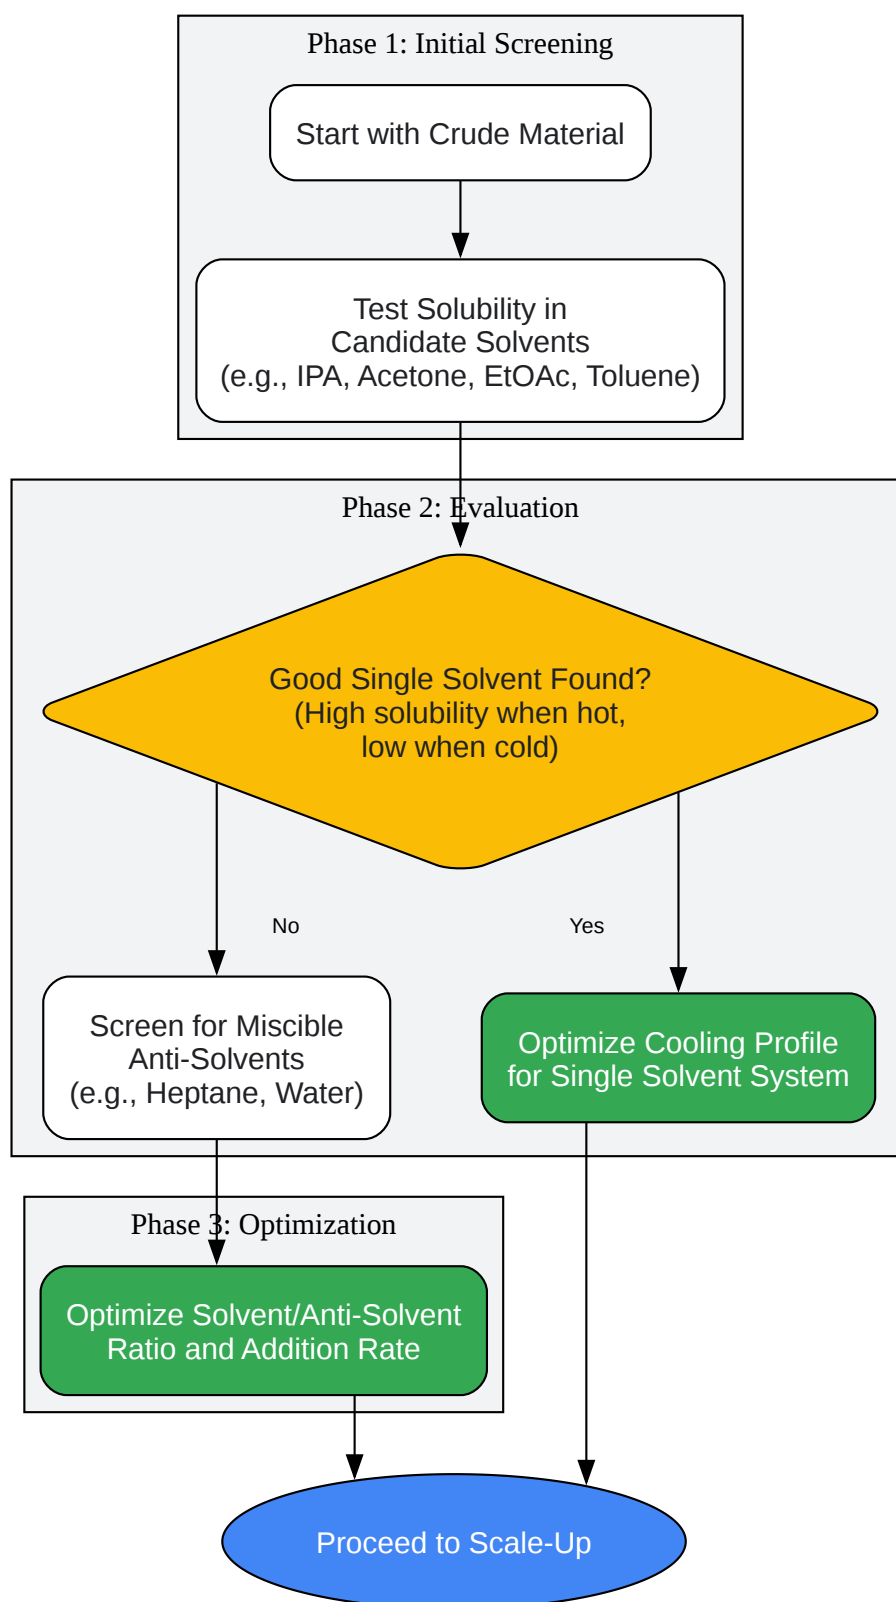 Phase 1: Initial Screening
Start with Crude Material
Test Solubility in
Candidate Solvents
(e.g., IPA, Acetone, EtOAc, Toluene)
Phase 2: Evaluation
Good Single Solvent Found?
(High solubility when hot,
low when cold)
No
Yes
Screen for Miscible
Anti-Solvents
(e.g., Heptane, Water)
Optimize Cooling Profile
for Single Solvent System
Phase 3: Optimization
Optimize Solvent/Anti-Solvent
Ratio and Addition Rate
Proceed to Scale-Up